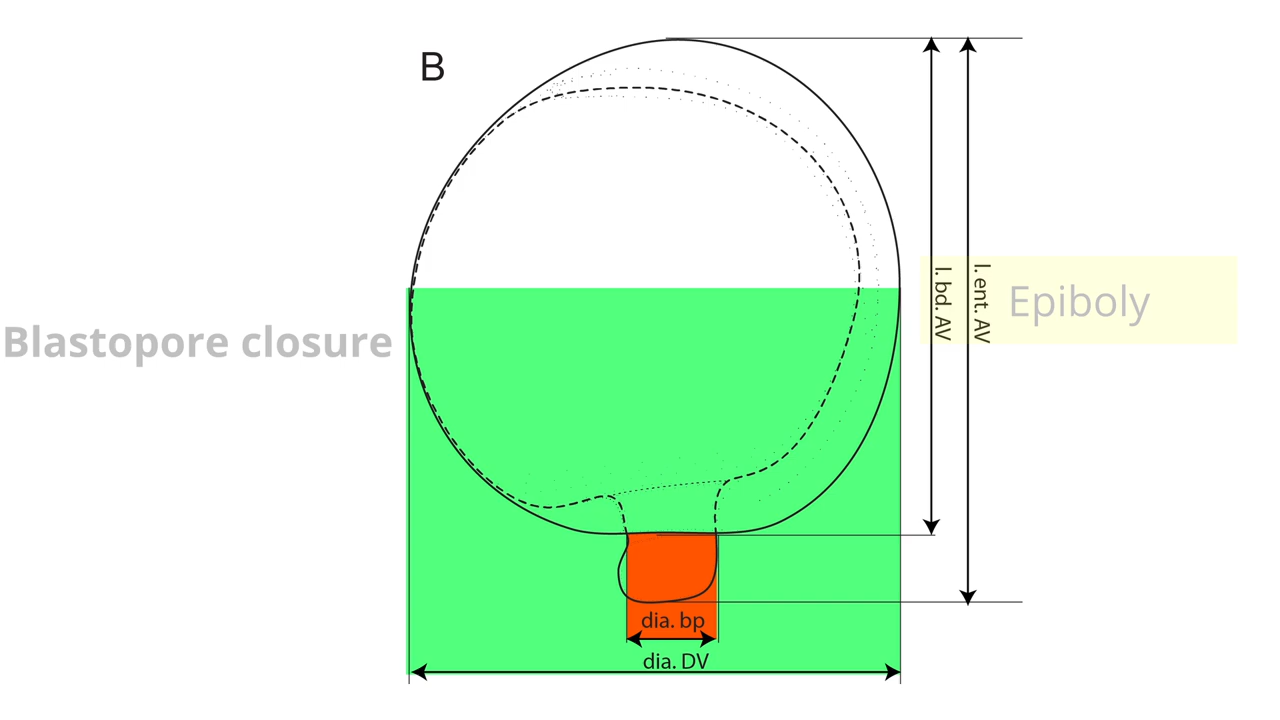 B
Blastopore closure
l. bd. AV
l. ent. AV
Epiboly
dia. bp
dia. DV